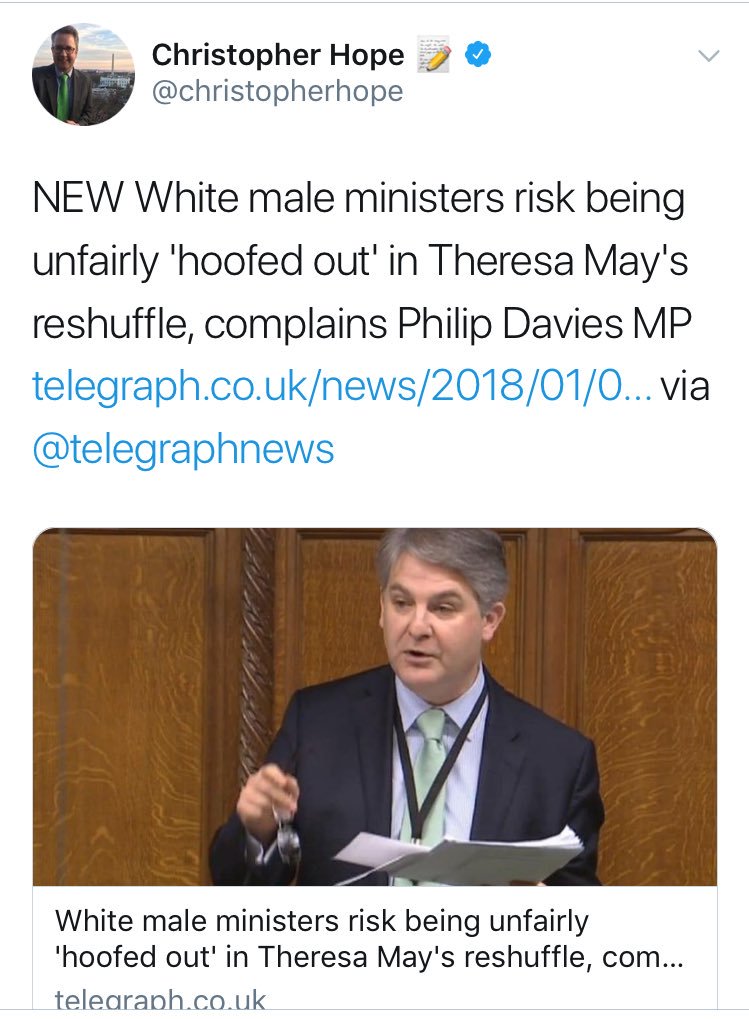 Christopher Hope 📝
@christopherhope
NEW White male ministers risk being
unfairly 'hoofed out' in Theresa May's
reshuffle, complains Philip Davies MP
telegraph.co.uk/news/2018/01/0... via
@telegraphnews
White male ministers risk being unfairly
'hoofed out' in Theresa May's reshuffle, com...
telegraph.co.uk